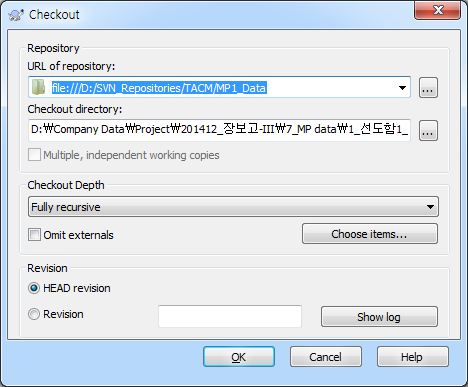 Checkout
Repository
URL of repository:
file:///D:/SVN_Repositories/TACM/MP1_Data
...
Checkout directory:
D:₩Company Data₩Project₩201412_장보고-III₩7_MP data₩1_선도함1_
...
Multiple, independent working copies
Checkout Depth
Fully recursive
Omit externals
Choose items...
Revision
HEAD revision
Revision
Show log
OK
Cancel
Help